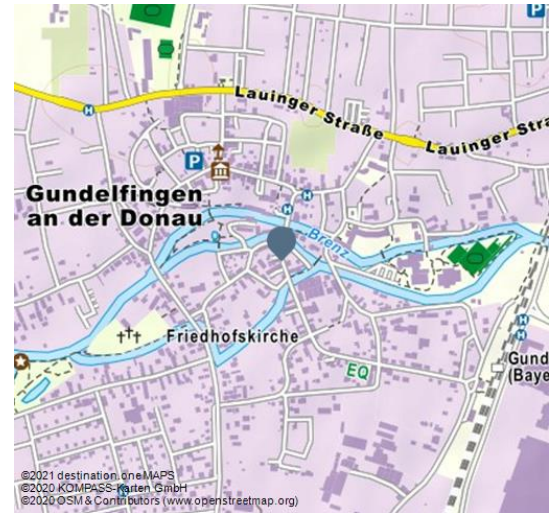 P
Lauinger Straße
Lauinger Stra
H
P
Gundelfingen
an der Donau
H
H
Brenz
H
H
Friedhofskirche
Gund
(Baye
EQ
H
©2021 destination.one MAPS
©2020 KOMPASS-Karten GmbH
©2020 OSM & Contributors (www.openstreetmap.org)